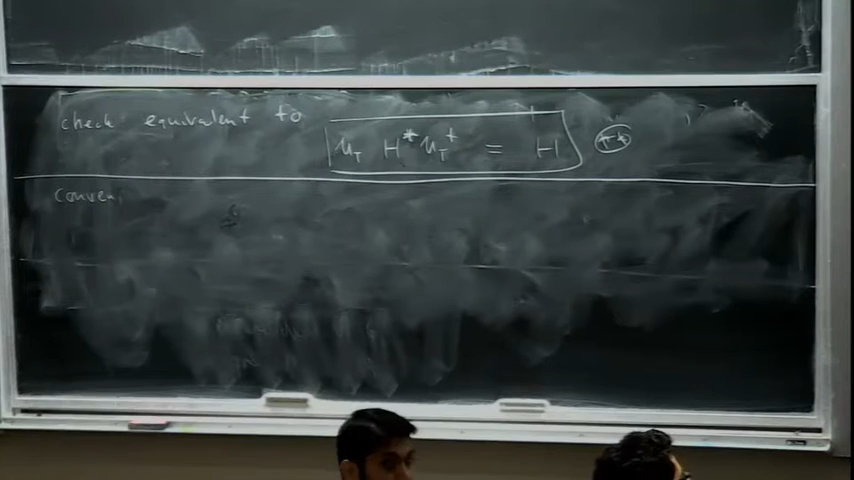 check equivalent to
U_T H^* U_T^† = H (**)
Conven